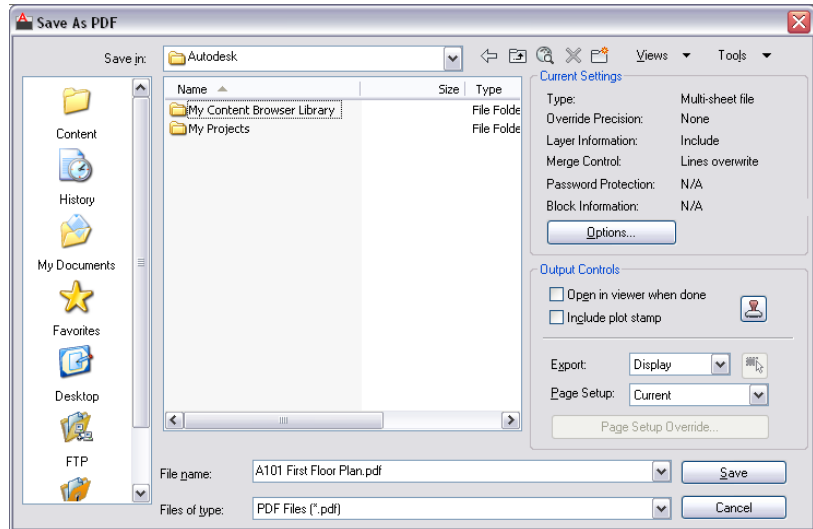 Save As PDF
Save in:
Autodesk
Views
Tools
Name
Size
Type
My Content Browser Library
File Folde
My Projects
File Folde
Content
History
My Documents
Favorites
Desktop
FTP
Current Settings
Type: Multi-sheet file
Override Precision: None
Layer Information: Include
Merge Control: Lines overwrite
Password Protection: N/A
Block Information: N/A
Options...
Output Controls
Open in viewer when done
Include plot stamp
Export: Display
Page Setup: Current
Page Setup Override...
File name: A101 First Floor Plan.pdf
Save
Files of type: PDF Files (*.pdf)
Cancel